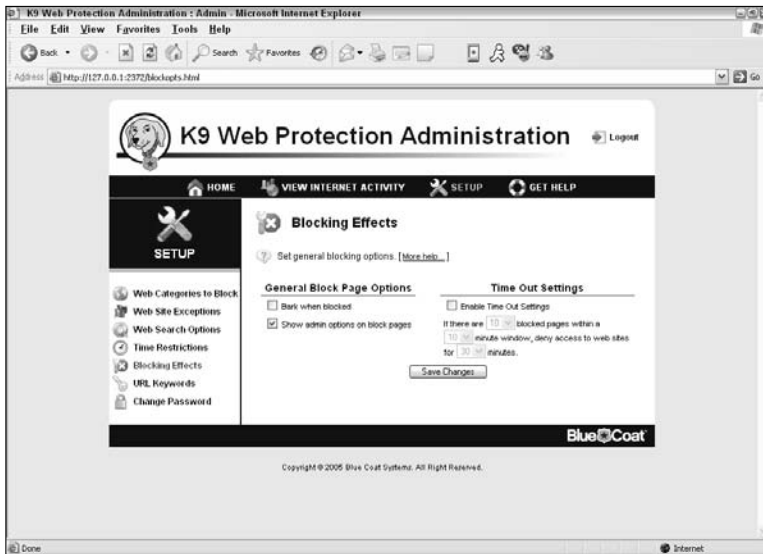 K9 Web Protection Administration : Admin - Microsoft Internet Explorer
File Edit View Favorites Tools Help
Back Search Favorites
Address http://127.0.0.1:2372/blockopts.html Go
K9 Web Protection Administration Logout
HOME VIEW INTERNET ACTIVITY SETUP GET HELP
SETUP
Web Categories to Block
Web Site Exceptions
Web Search Options
Time Restrictions
Blocking Effects
URL Keywords
Change Password
Blocking Effects
Set general blocking options. [More help...]
General Block Page Options
Bark when blocked
Show admin options on block pages
Time Out Settings
Enable Time Out Settings
If there are 10 blocked pages within a
10 minute window, deny access to web sites
for 30 minutes.
Save Changes
Blue Coat
Copyright © 2005 Blue Coat Systems. All Right Reserved.
Done Internet